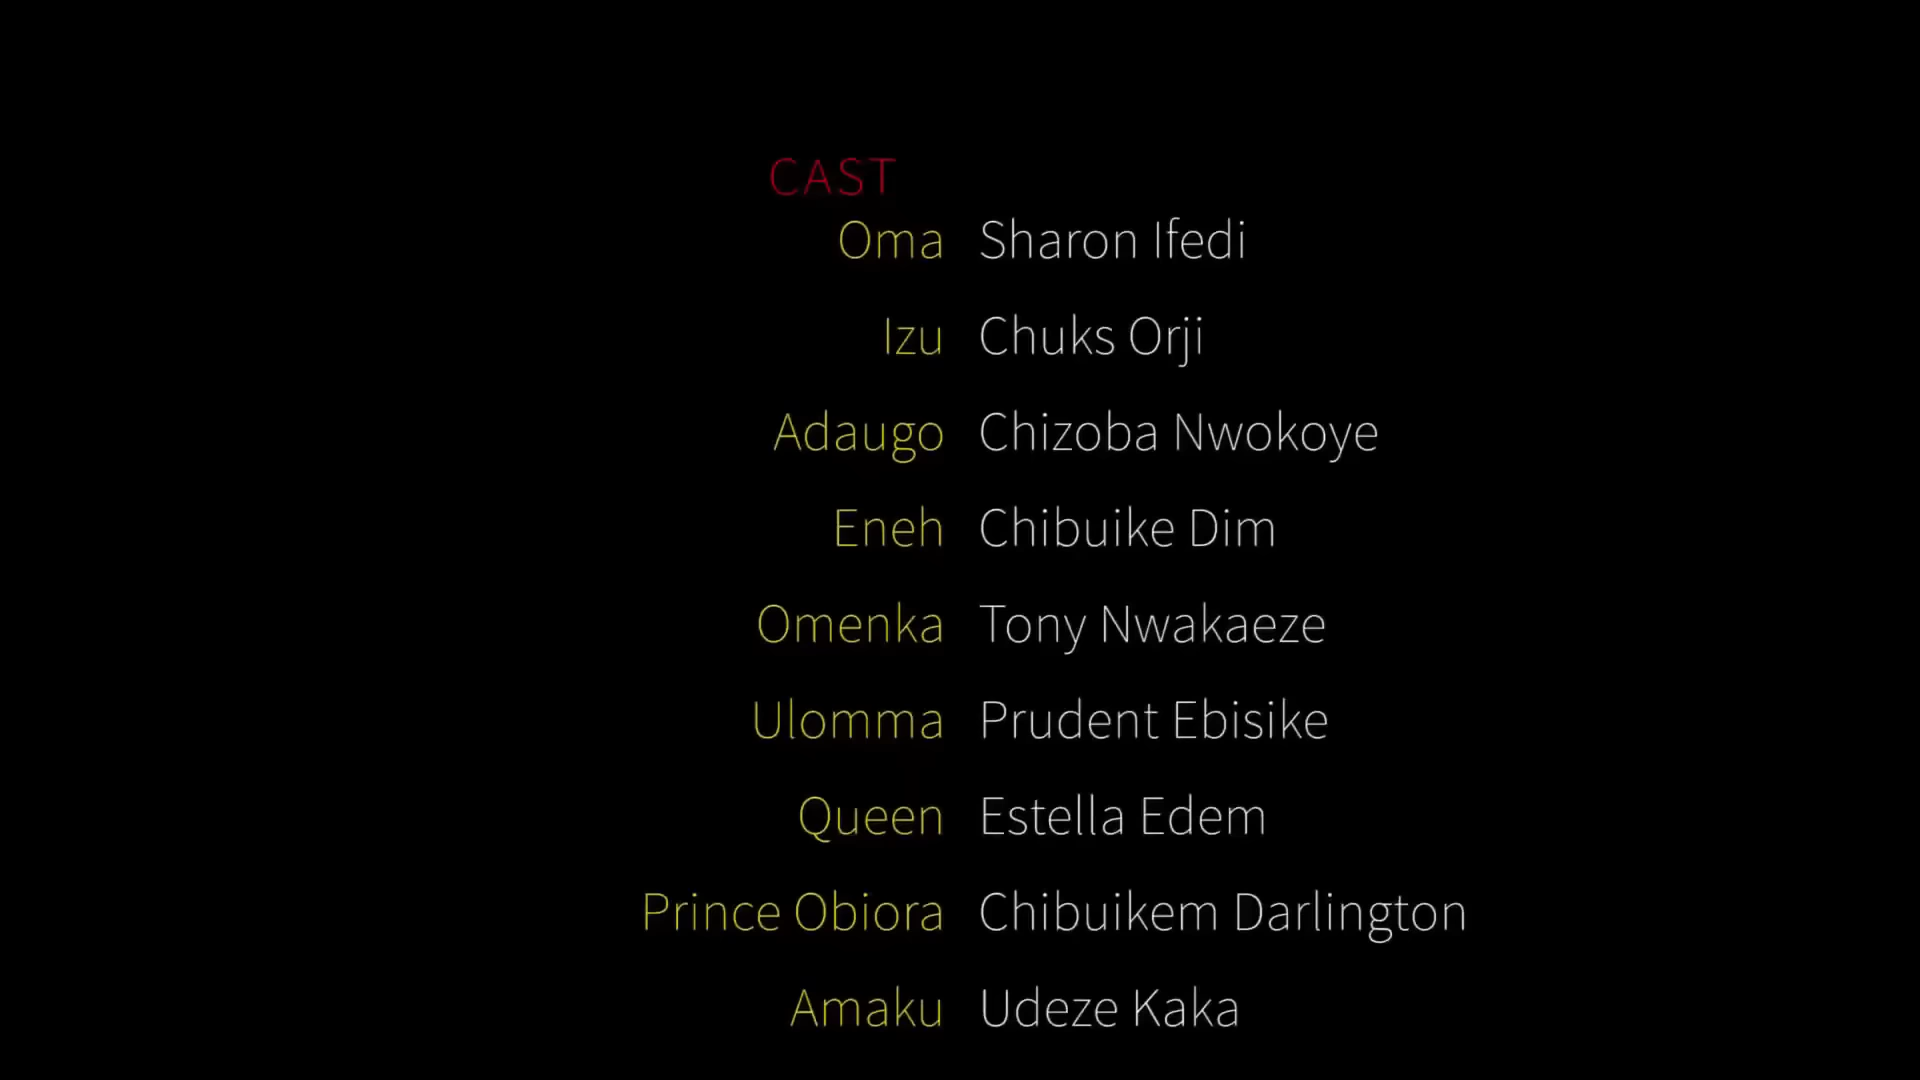 CAST
Oma Sharon Ifedi
Izu Chuks Orji
Adaugo Chizoba Nwokoye
Eneh Chibuike Dim
Omenka Tony Nwakaeze
Ulomma Prudent Ebisike
Queen Estella Edem
Prince Obiora Chibuikem Darlington
Amaku Udeze Kaka